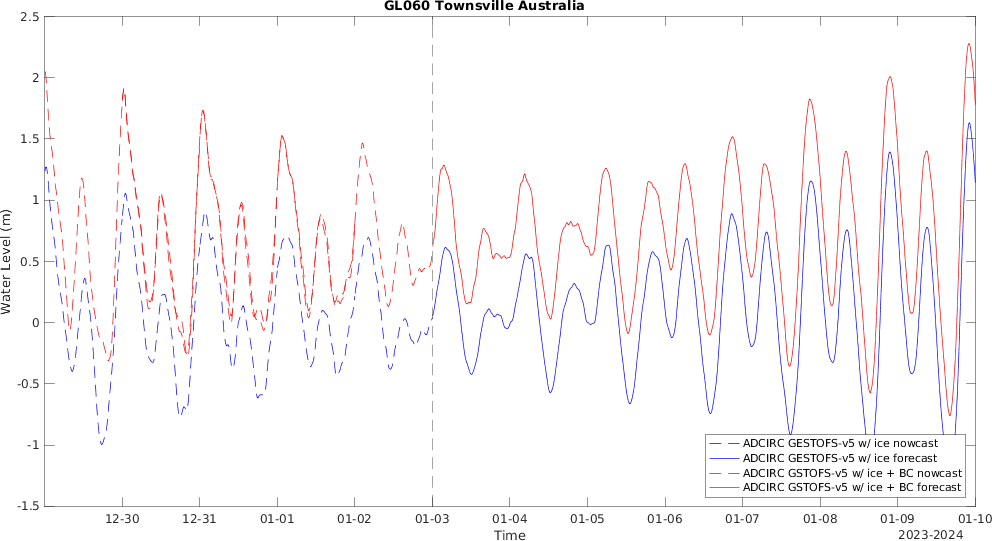 GL060 Townsville Australia
Water Level (m)
2.5
2
1.5
1
0.5
0
-0.5
-1
-1.5
ADCIRC GESTOFS-v5 w/ ice nowcast
ADCIRC GESTOFS-v5 w/ ice forecast
ADCIRC GSTOFS-v5 w/ ice + BC nowcast
ADCIRC GSTOFS-v5 w/ ice + BC forecast
12-30 12-31 01-01 01-02 01-03 01-04 01-05 01-06 01-07 01-08 01-09 01-10
Time
2023-2024